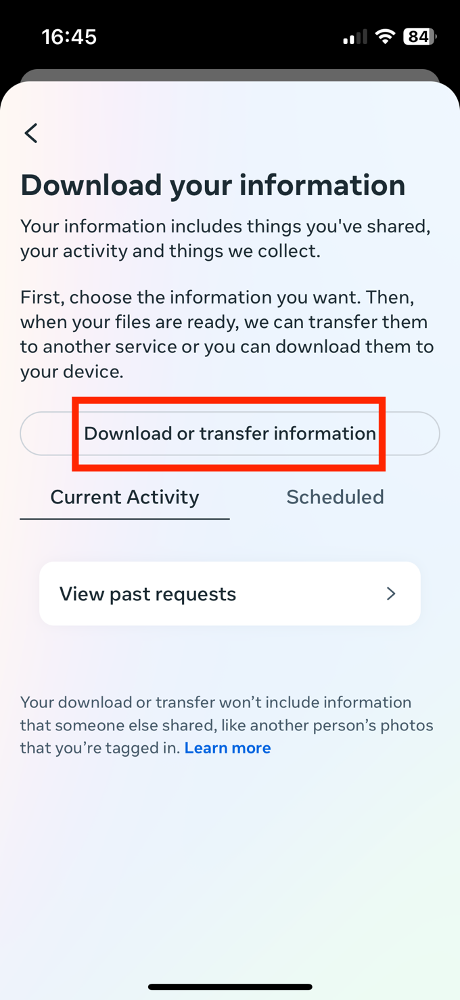 16:45
84
Download your information
Your information includes things you've shared,
your activity and things we collect.
First, choose the information you want. Then,
when your files are ready, we can transfer them
to another service or you can download them to
your device.
Download or transfer information
Current Activity
Scheduled
View past requests
Your download or transfer won’t include information
that someone else shared, like another person’s photos
that you’re tagged in. Learn more